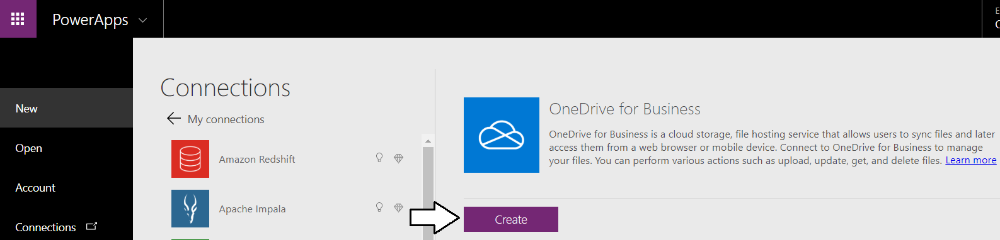 PowerApps
New
Open
Account
Connections
Connections
My connections
Amazon Redshift
Apache Impala
OneDrive for Business
OneDrive for Business is a cloud storage, file hosting service that allows users to sync files and later
access them from a web browser or mobile device. Connect to OneDrive for Business to manage
your files. You can perform various actions such as upload, update, get, and delete files. Learn more
Create